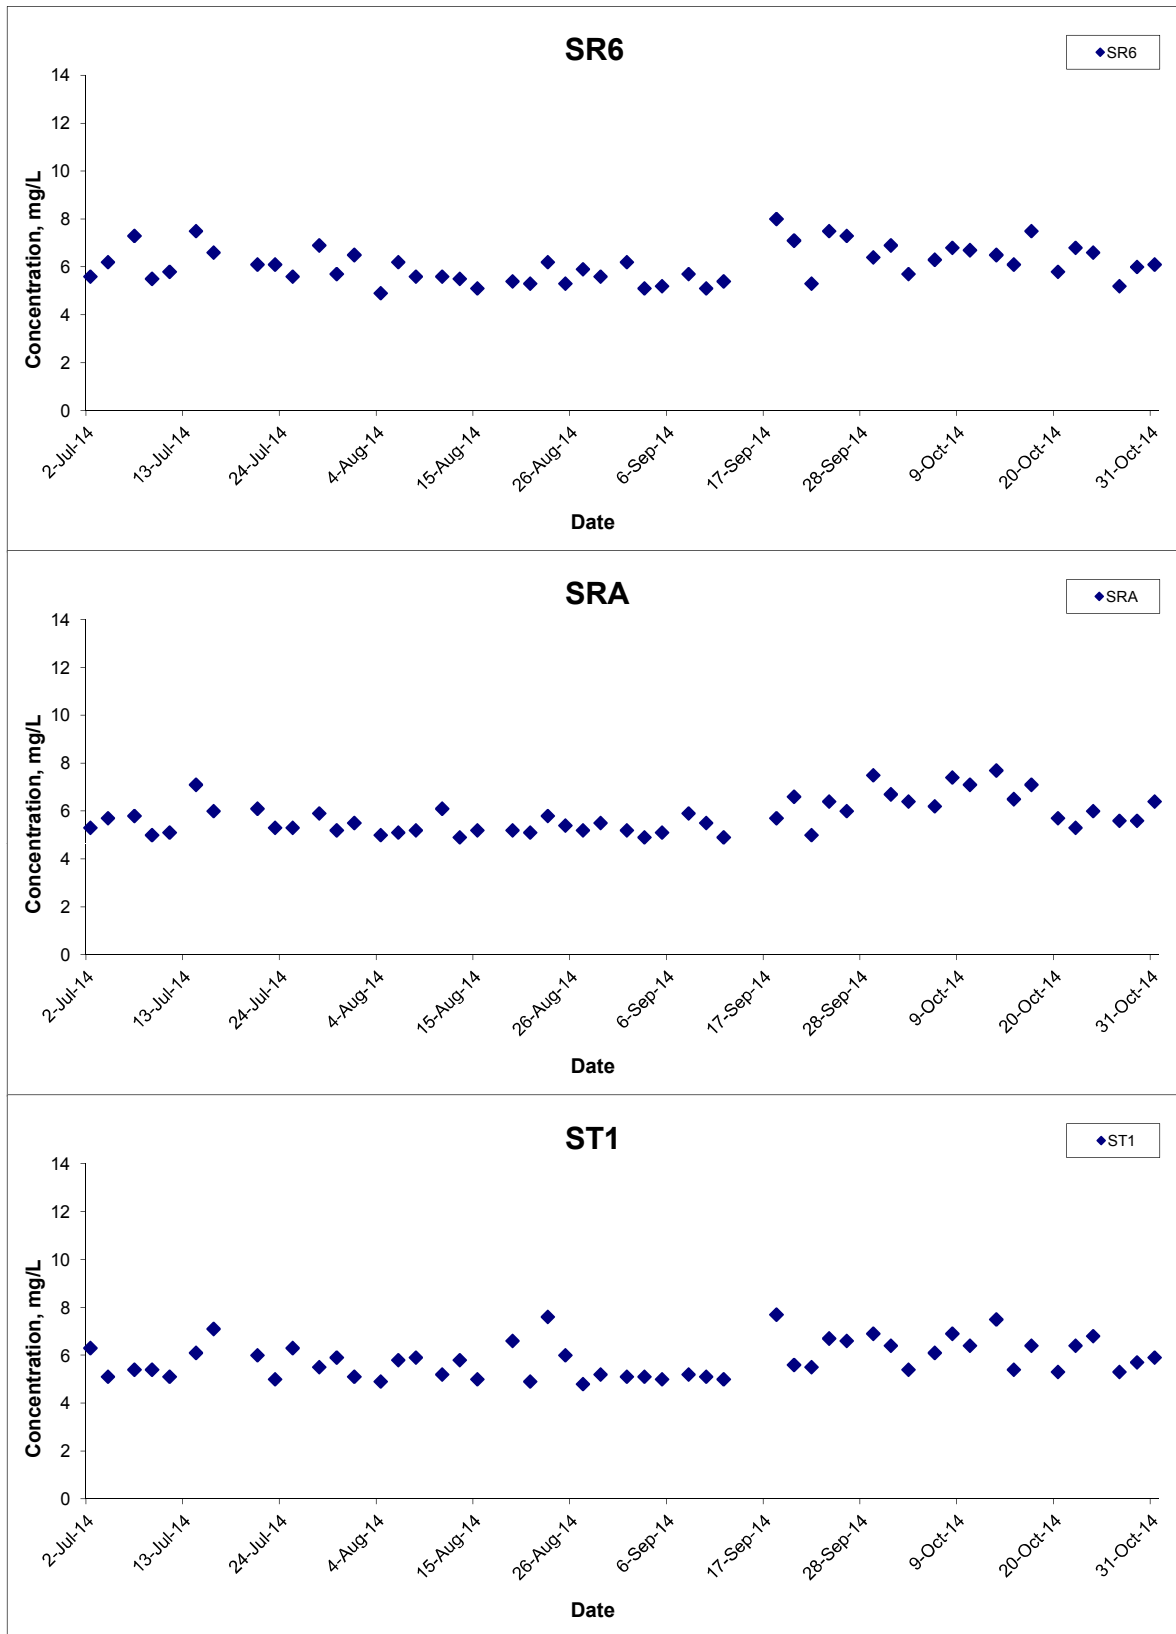 SR6
SR6
14
12
10
8
6
4
2
0
Concentration, mg/L
2-Jul-14
13-Jul-14
24-Jul-14
4-Aug-14
15-Aug-14
26-Aug-14
6-Sep-14
17-Sep-14
28-Sep-14
9-Oct-14
20-Oct-14
31-Oct-14
Date
SRA
SRA
14
12
10
8
6
4
2
0
Concentration, mg/L
2-Jul-14
13-Jul-14
24-Jul-14
4-Aug-14
15-Aug-14
26-Aug-14
6-Sep-14
17-Sep-14
28-Sep-14
9-Oct-14
20-Oct-14
31-Oct-14
Date
ST1
ST1
14
12
10
8
6
4
2
0
Concentration, mg/L
2-Jul-14
13-Jul-14
24-Jul-14
4-Aug-14
15-Aug-14
26-Aug-14
6-Sep-14
17-Sep-14
28-Sep-14
9-Oct-14
20-Oct-14
31-Oct-14
Date